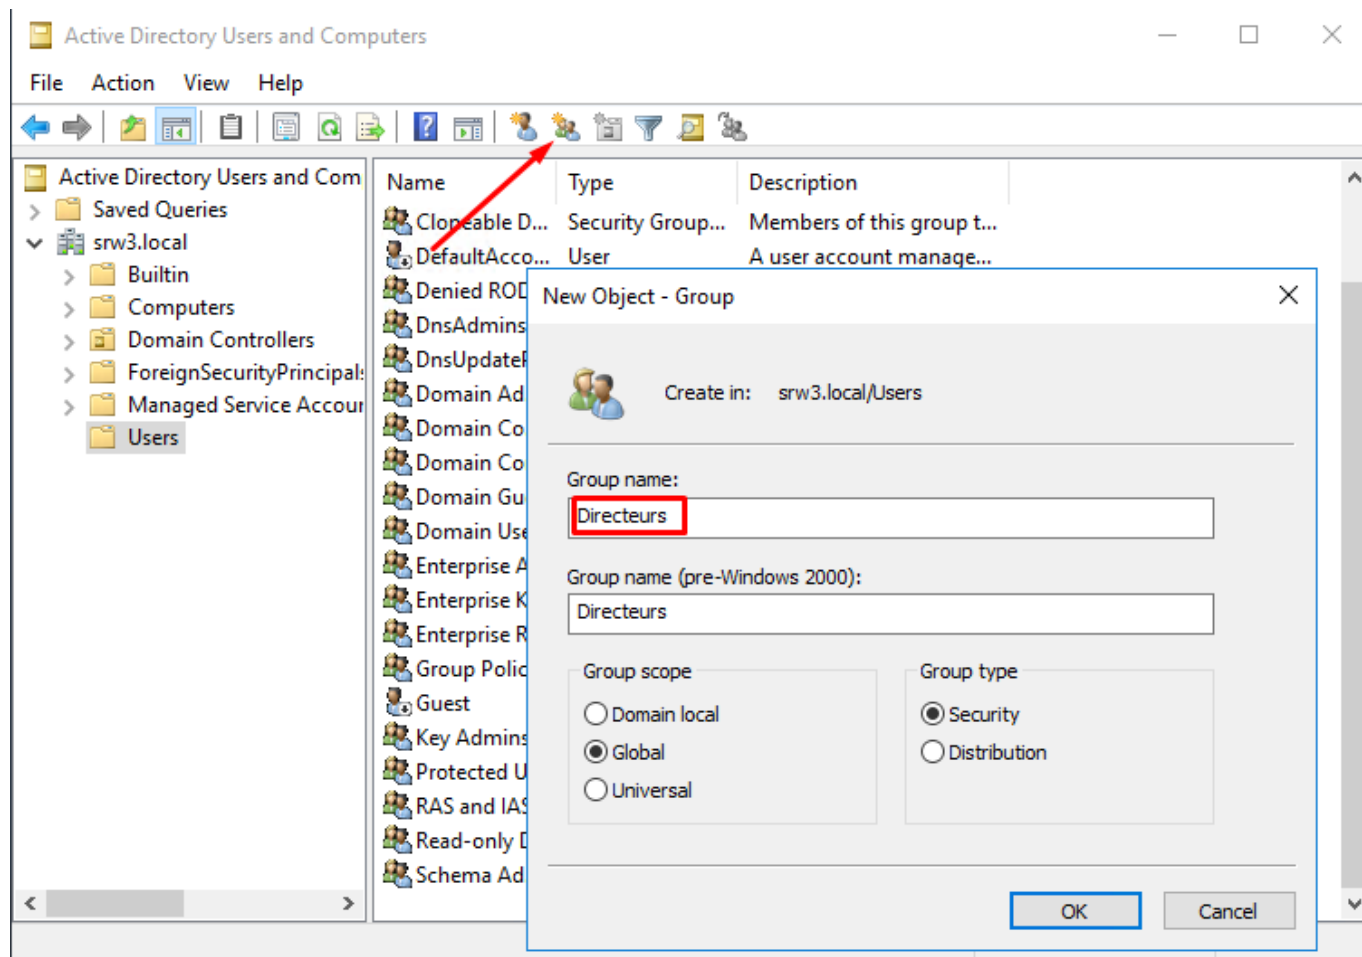 Active Directory Users and Computers
File Action View Help
Active Directory Users and Com
Saved Queries
srw3.local
Builtin
Computers
Domain Controllers
ForeignSecurityPrincipals
Managed Service Accour
Users
Name Type Description
Cloneable D... Security Group... Members of this group t...
DefaultAcco... User A user account manage...
Denied ROD
DnsAdmins
DnsUpdateP
Domain Ad
Domain Co
Domain Co
Domain Gu
Domain Use
Enterprise A
Enterprise K
Enterprise R
Group Polic
Guest
Key Admins
Protected U
RAS and IAS
Read-only D
Schema Ad
New Object - Group
Create in: srw3.local/Users
Group name:
Directeurs
Group name (pre-Windows 2000):
Directeurs
Group scope
Domain local
Global
Universal
Group type
Security
Distribution
OK Cancel